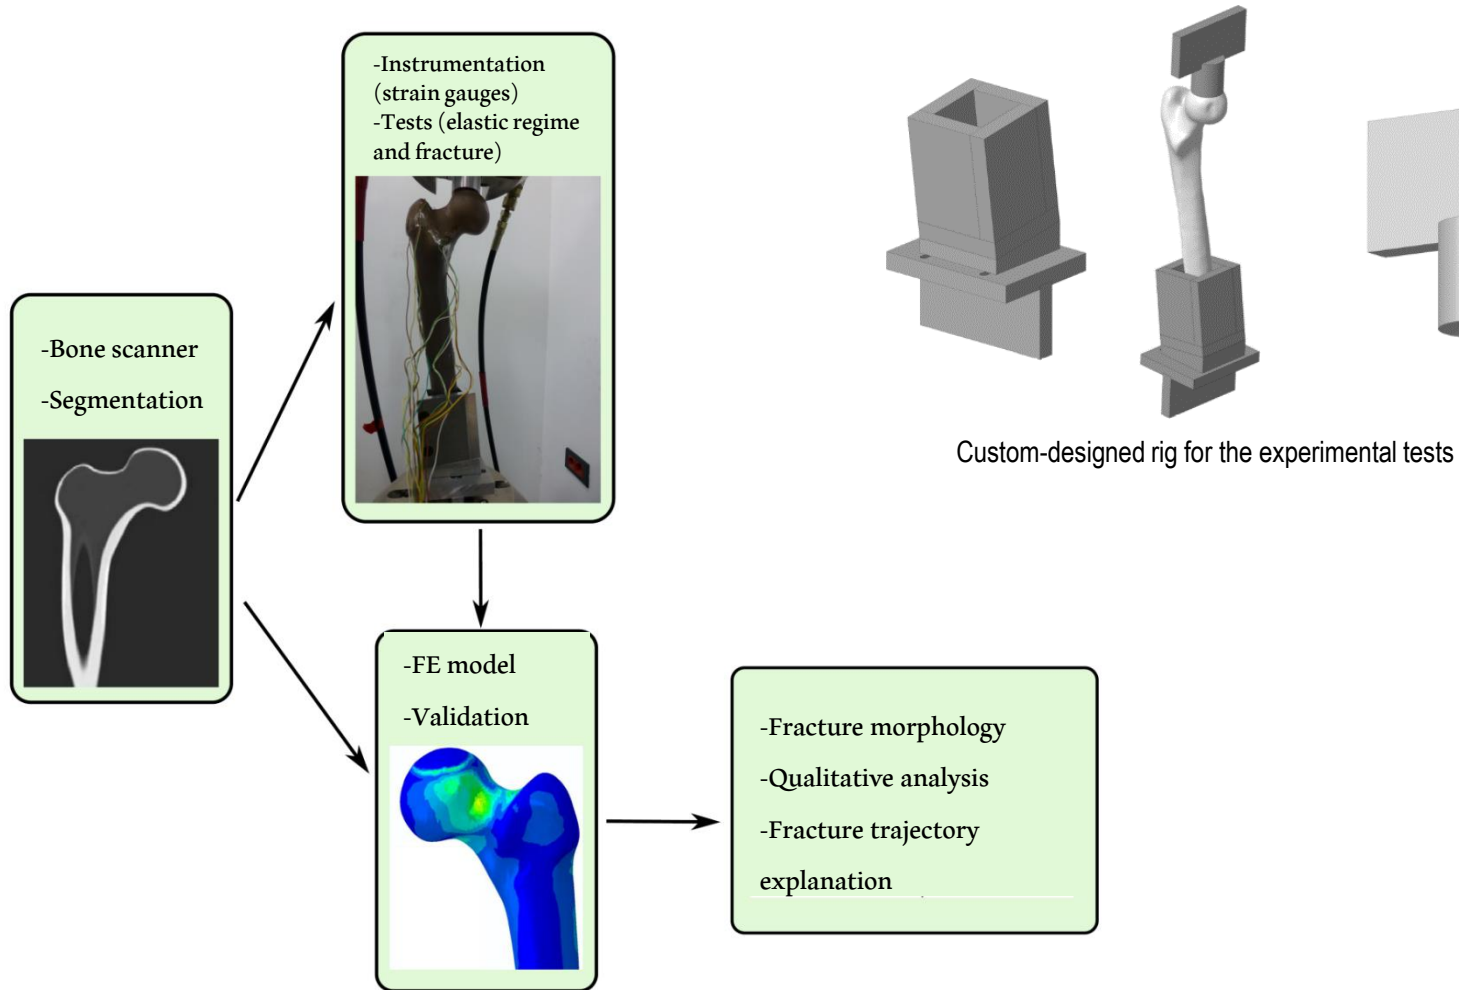 -Instrumentation
(strain gauges)
-Tests (elastic regime
and fracture)
-Bone scanner
-Segmentation
Custom-designed rig for the experimental tests
-FE model
-Validation
-Fracture morphology
-Qualitative analysis
-Fracture trajectory
explanation